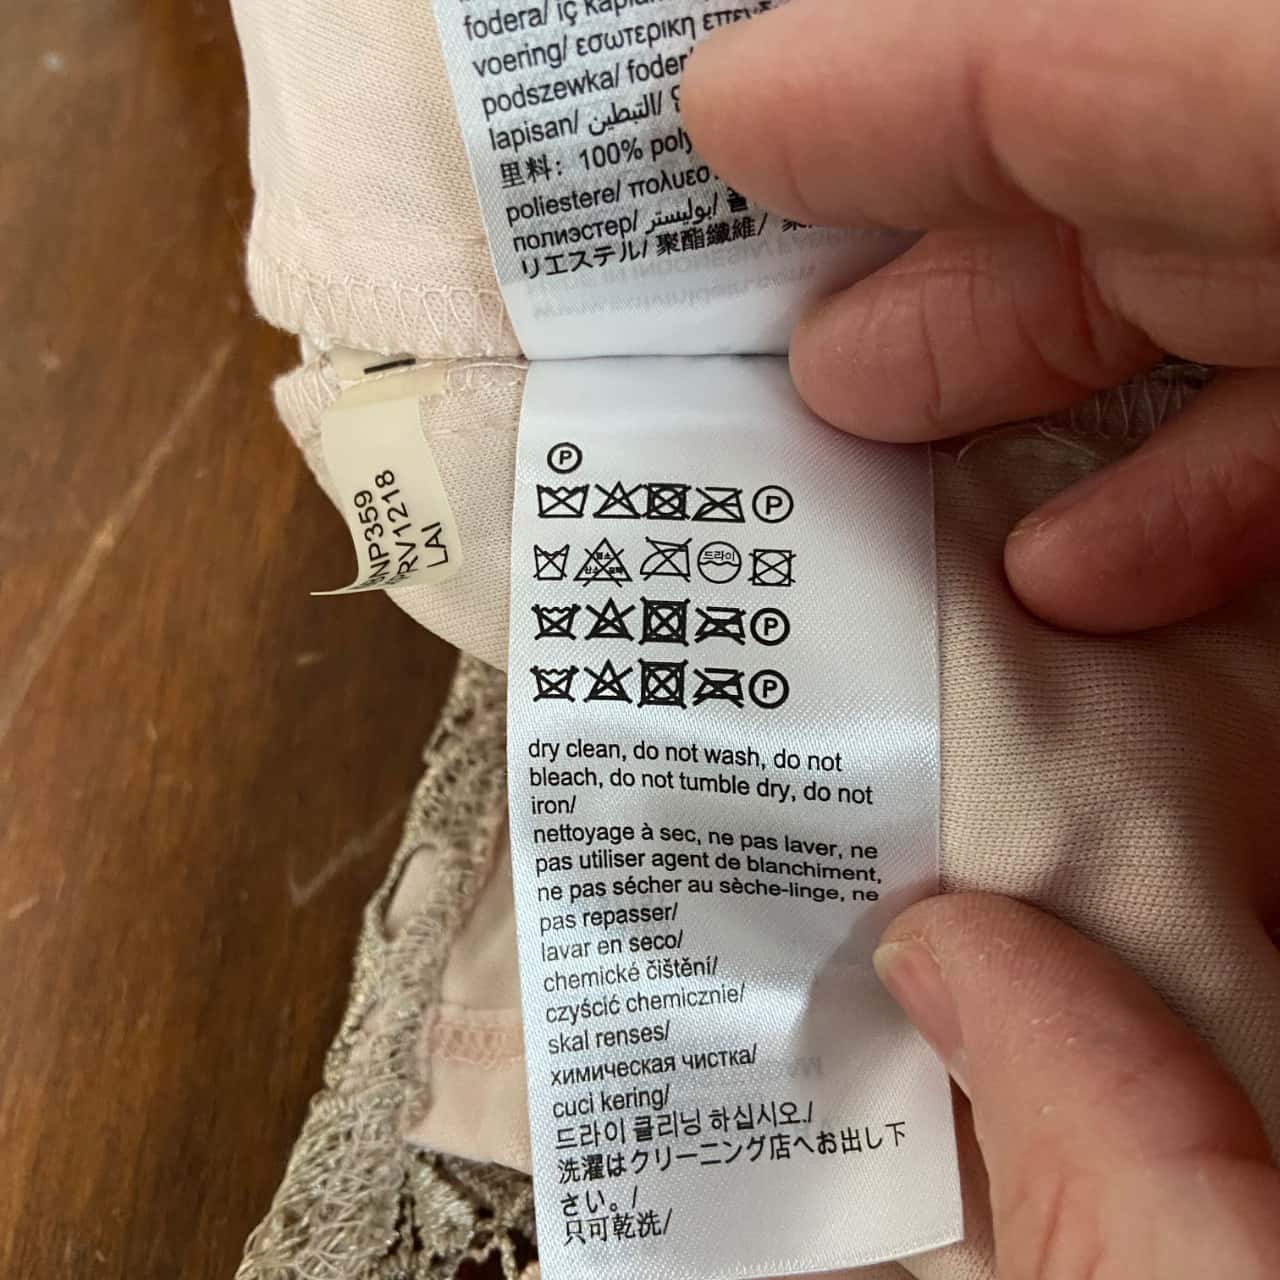 fodera/ iç
voering/ εσωτερικη
podszewka/
lapisan/ التبطين/
里料: 100%
poliestere/
полиэстер/ بوليستر/
リエステル/ 聚酯纖維/
NP359
RV1218
LAI
P
P
드라이
P
P
dry clean, do not wash, do not
bleach, do not tumble dry, do not
iron/
nettoyage à sec, ne pas laver, ne
pas utiliser agent de blanchiment,
ne pas sécher au sèche-linge, ne
pas repasser/
lavar en seco/
chemické čištění/
czyścić chemicznie/
skal renses/
химическая чистка/
cuci kering/
드라이 클리닝 하십시오./
洗濯はクリーニング店へお出し下
さい。/
只可乾洗/